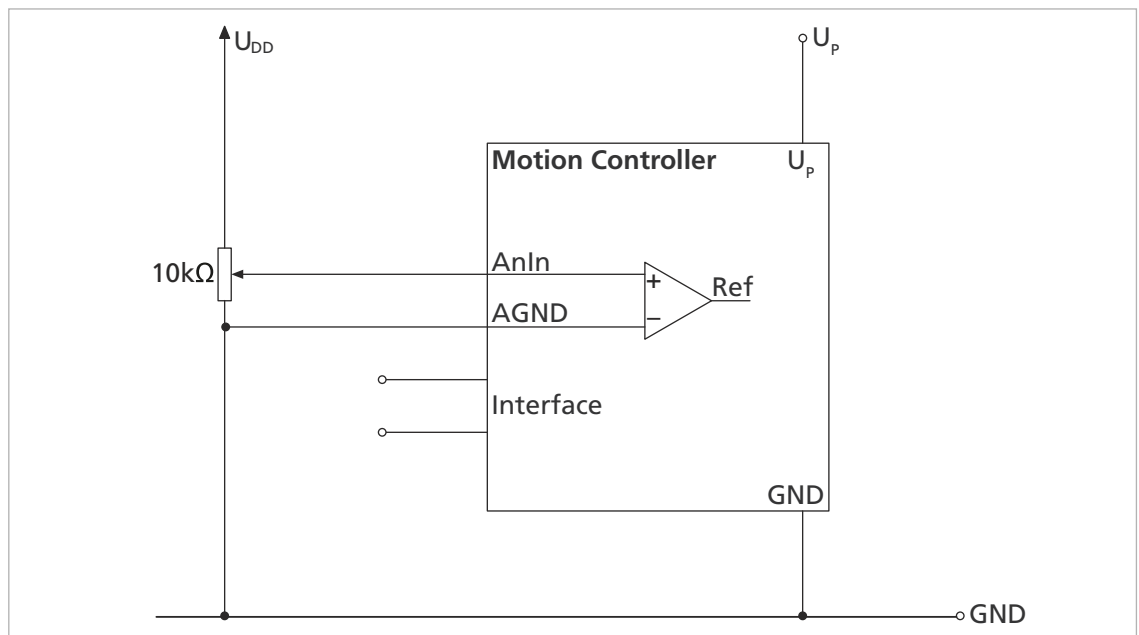 U_DD
U_P
Motion Controller
U_P
10kΩ
AnIn
+
Ref
AGND
−
Interface
GND
GND